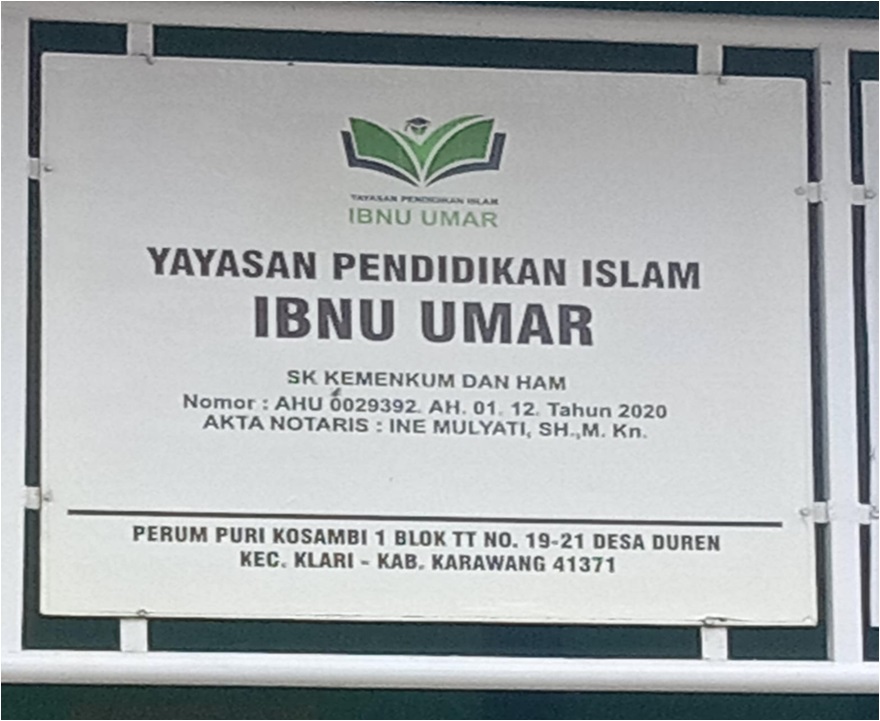 YAYASAN PENDIDIKAN ISLAM
IBNU UMAR
YAYASAN PENDIDIKAN ISLAM
IBNU UMAR
SK KEMENKUM DAN HAM
Nomor : AHU 0029392. AH. 01. 12. Tahun 2020
AKTA NOTARIS : INE MULYATI, SH.,M. Kn.
PERUM PURI KOSAMBI 1 BLOK TT NO. 19-21 DESA DUREN
KEC. KLARI - KAB. KARAWANG 41371